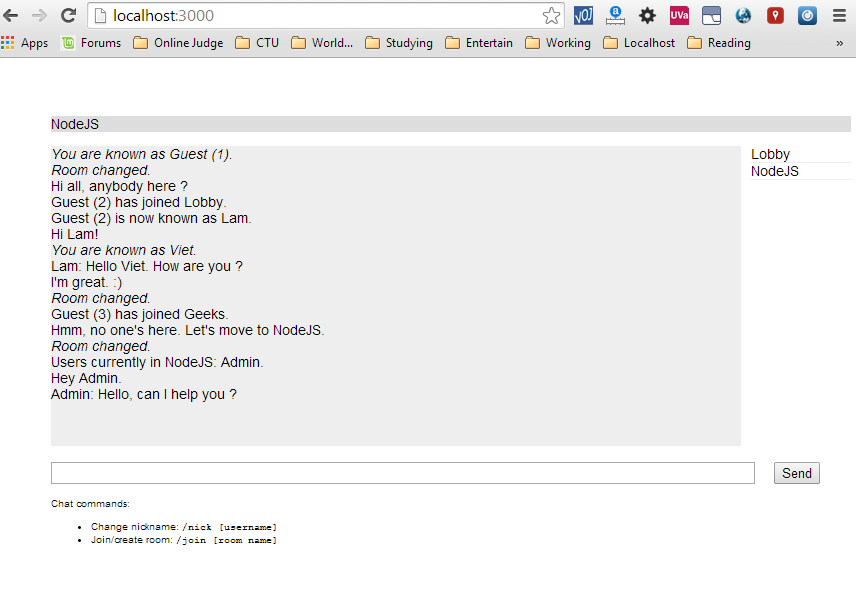 localhost:3000
UVa
Apps Forums Online Judge CTU World... Studying Entertain Working Localhost Reading »
NodeJS
You are known as Guest (1).
Room changed.
Hi all, anybody here ?
Guest (2) has joined Lobby.
Guest (2) is now known as Lam.
Hi Lam!
You are known as Viet.
Lam: Hello Viet. How are you ?
I'm great. :)
Room changed.
Guest (3) has joined Geeks.
Hmm, no one's here. Let's move to NodeJS.
Room changed.
Users currently in NodeJS: Admin.
Hey Admin.
Admin: Hello, can I help you ?
Lobby
NodeJS
Send
Chat commands:
• Change nickname: /nick [username]
• Join/create room: /join [room name]